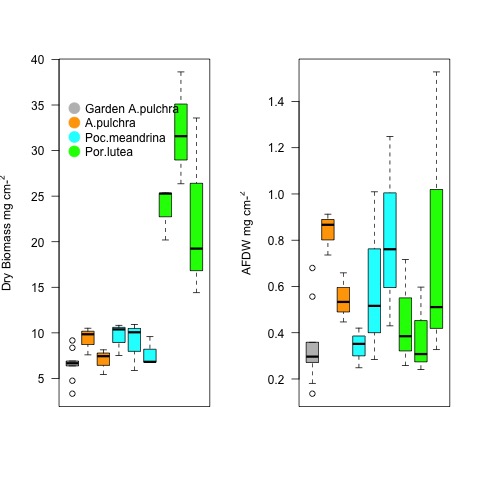 Dry Biomass mg cm-2
40
35
30
25
20
15
10
5
Garden A.pulchra
A.pulchra
Poc.meandrina
Por.lutea
AFDW mg cm-2
1.4
1.2
1.0
0.8
0.6
0.4
0.2